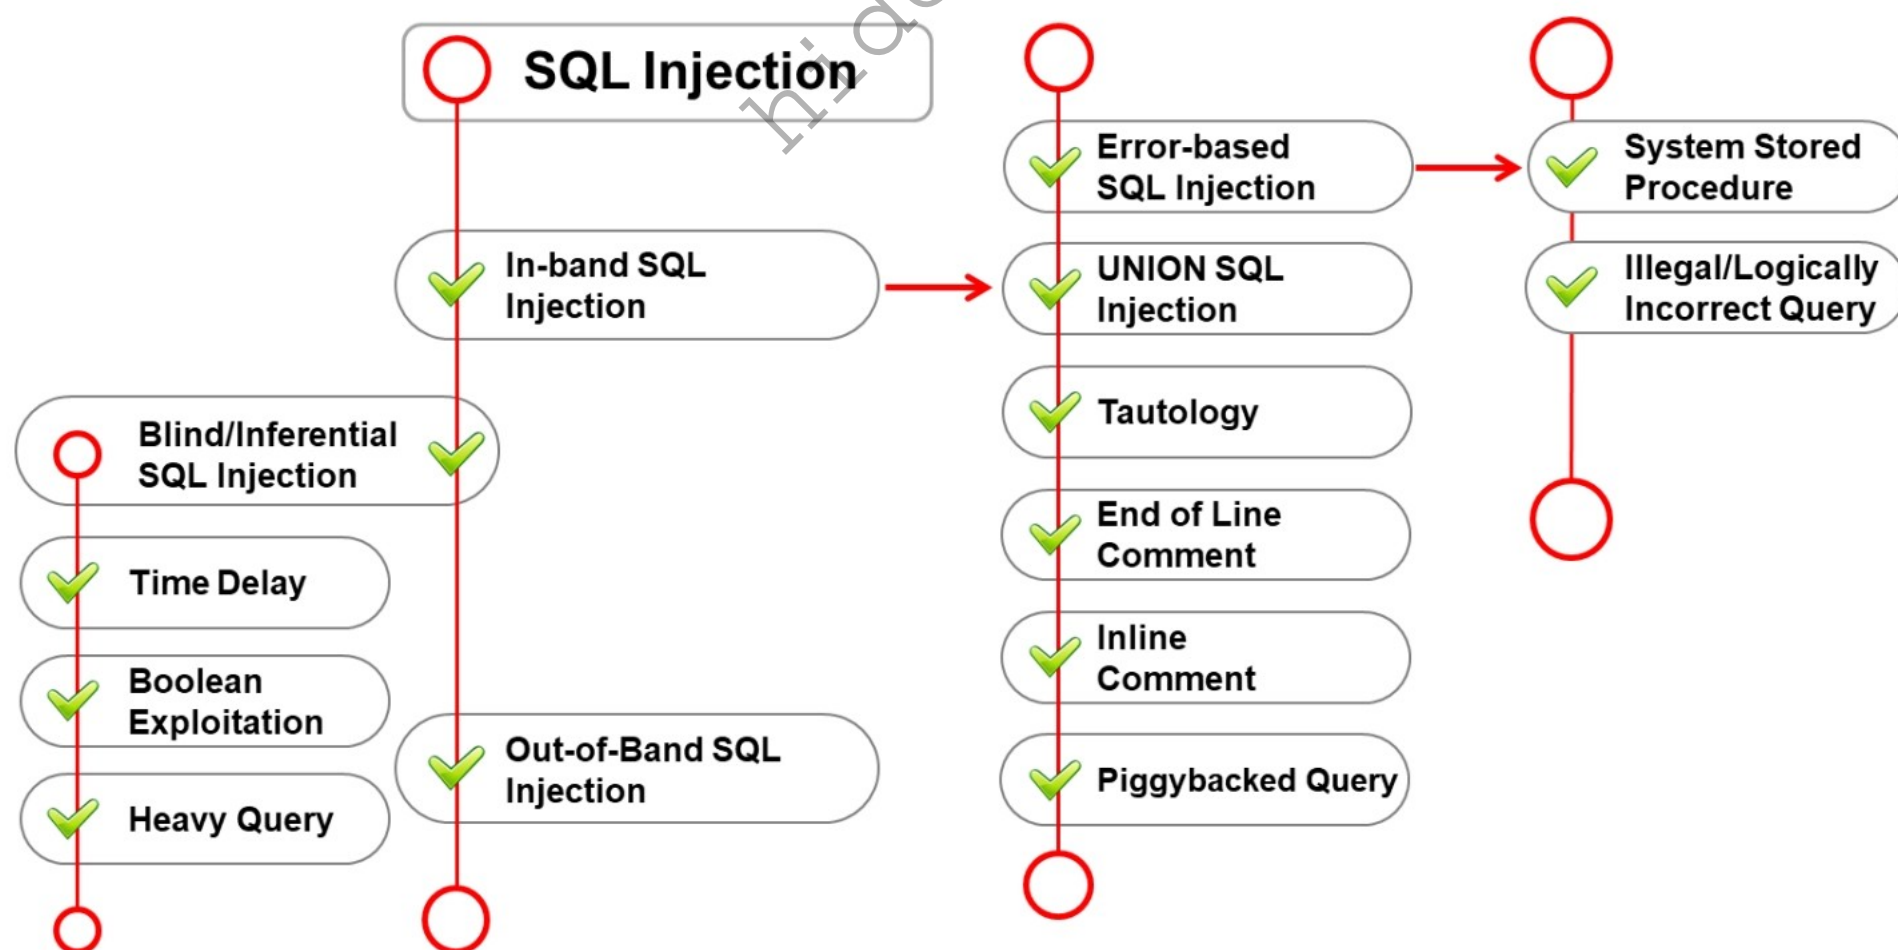 SQL Injection
In-band SQL
Injection
Blind/Inferential
SQL Injection
Time Delay
Boolean
Exploitation
Heavy Query
Out-of-Band SQL
Injection
Error-based
SQL Injection
UNION SQL
Injection
Tautology
End of Line
Comment
Inline
Comment
Piggybacked Query
System Stored
Procedure
Illegal/Logically
Incorrect Query